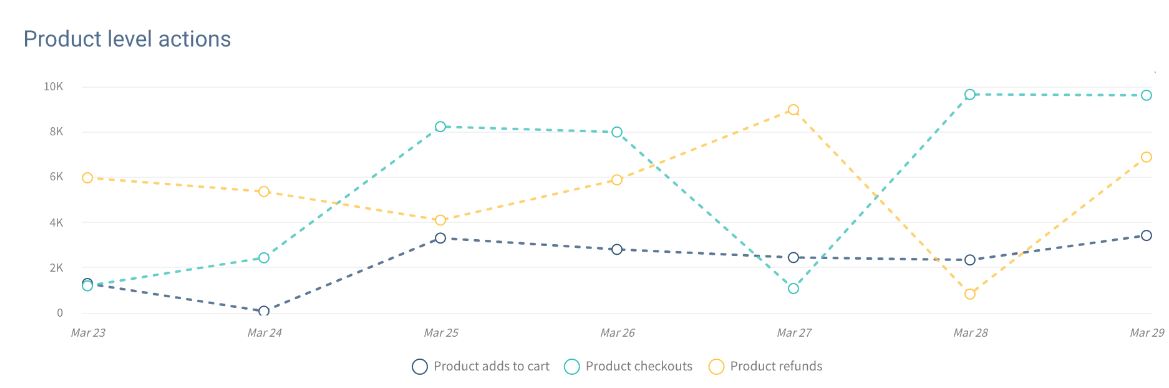 Product level actions
10K
8K
6K
4K
2K
0
Mar 23 Mar 24 Mar 25 Mar 26 Mar 27 Mar 28 Mar 29
Product adds to cart Product checkouts Product refunds